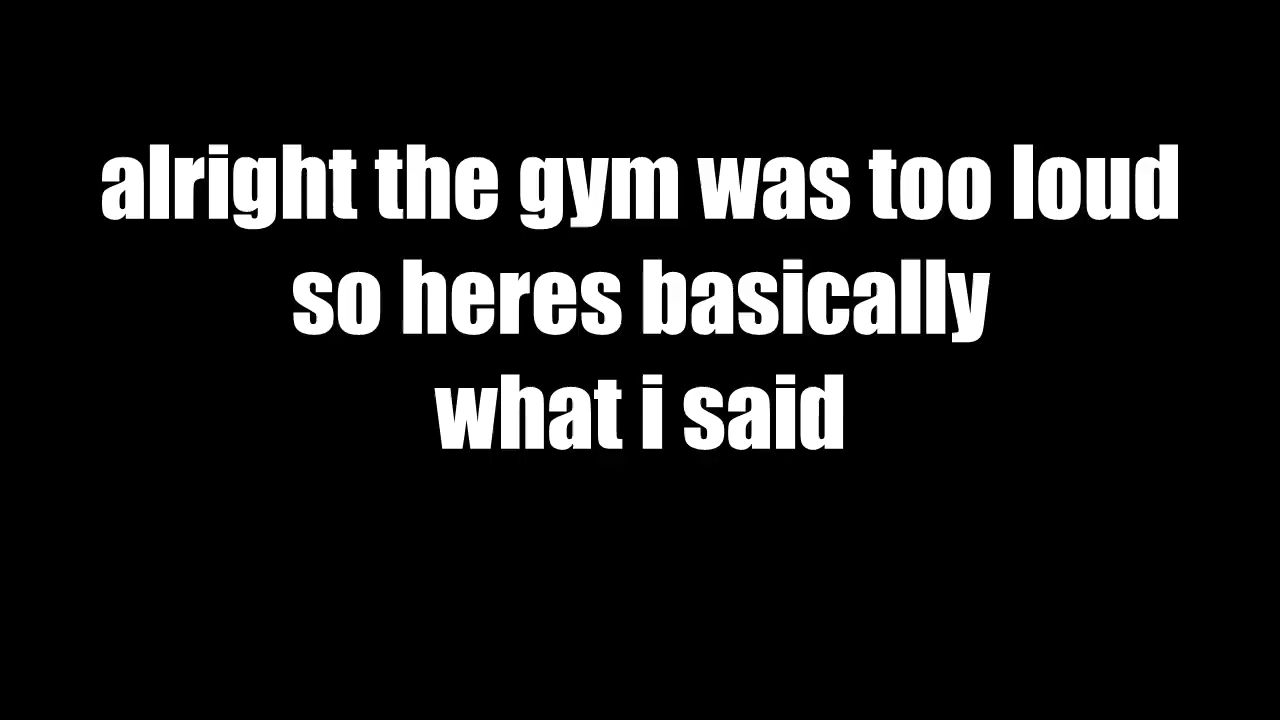 alright the gym was too loud
so heres basically
what i said